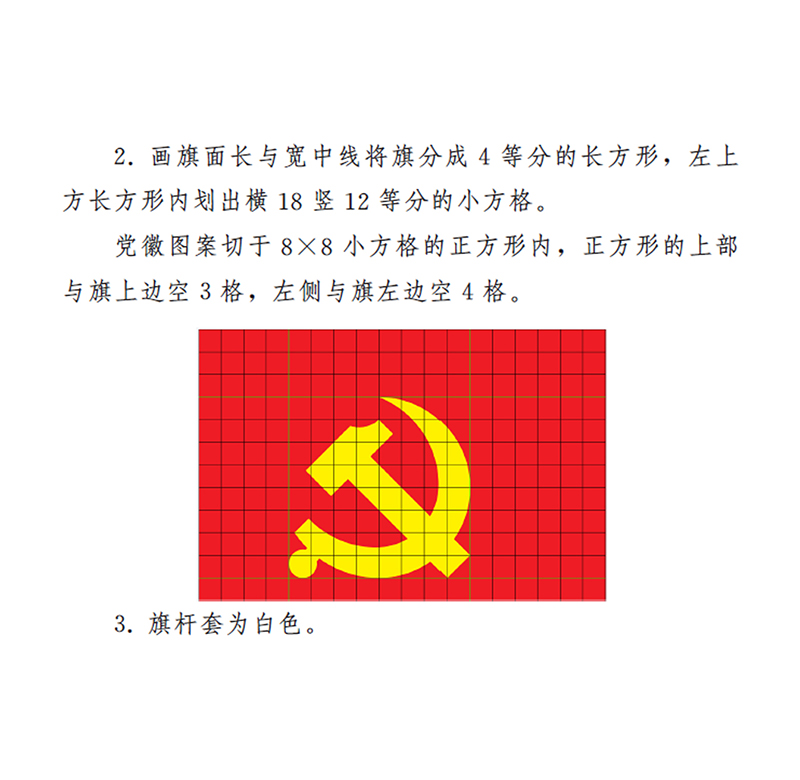 2. 画旗面长与宽中线将旗分成 4 等分的长方形，左上
方长方形内划出横 18 竖 12 等分的小方格。
党徽图案切于 8×8 小方格的正方形内，正方形的上部
与旗上边空 3 格，左侧与旗左边空 4 格。
3. 旗杆套为白色。